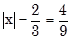 |x| − 2/3 = 4/9